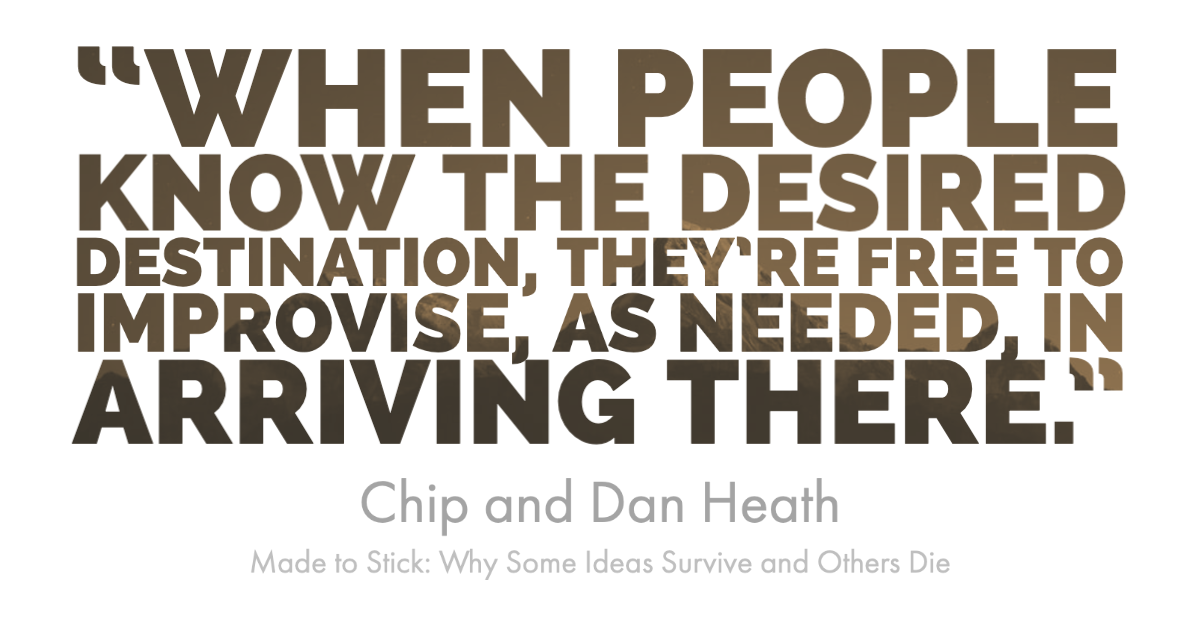 “WHEN PEOPLE
KNOW THE DESIRED
DESTINATION, THEY’RE FREE TO
IMPROVISE, AS NEEDED, IN
ARRIVING THERE.”
Chip and Dan Heath
Made to Stick: Why Some Ideas Survive and Others Die